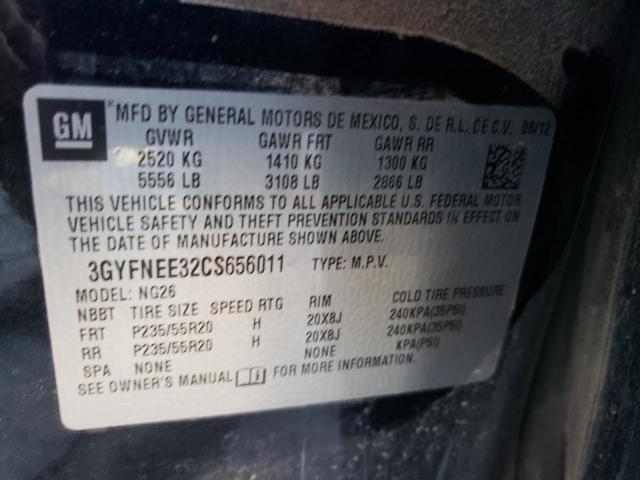 GM ® MFD BY GENERAL MOTORS DE MEXICO, S. DE R.L. DE C.V. 08/12
GVWR GAWR FRT GAWR RR
2520 KG 1410 KG 1300 KG
5556 LB 3108 LB 2866 LB
THIS VEHICLE CONFORMS TO ALL APPLICABLE U.S. FEDERAL MOTOR
VEHICLE SAFETY AND THEFT PREVENTION STANDARDS IN EFFECT ON
THE DATE OF MANUFACTURE SHOWN ABOVE.
3GYFNEE32CS656011 TYPE: M.P.V.
MODEL: NG26
NBBT TIRE SIZE SPEED RTG RIM COLD TIRE PRESSURE
FRT P235/55R20 H 20X8J 240KPA(35PSI)
RR P235/55R20 H 20X8J 240KPA(35PSI)
SPA NONE NONE KPA(PSI)
SEE OWNER'S MANUAL FOR MORE INFORMATION.